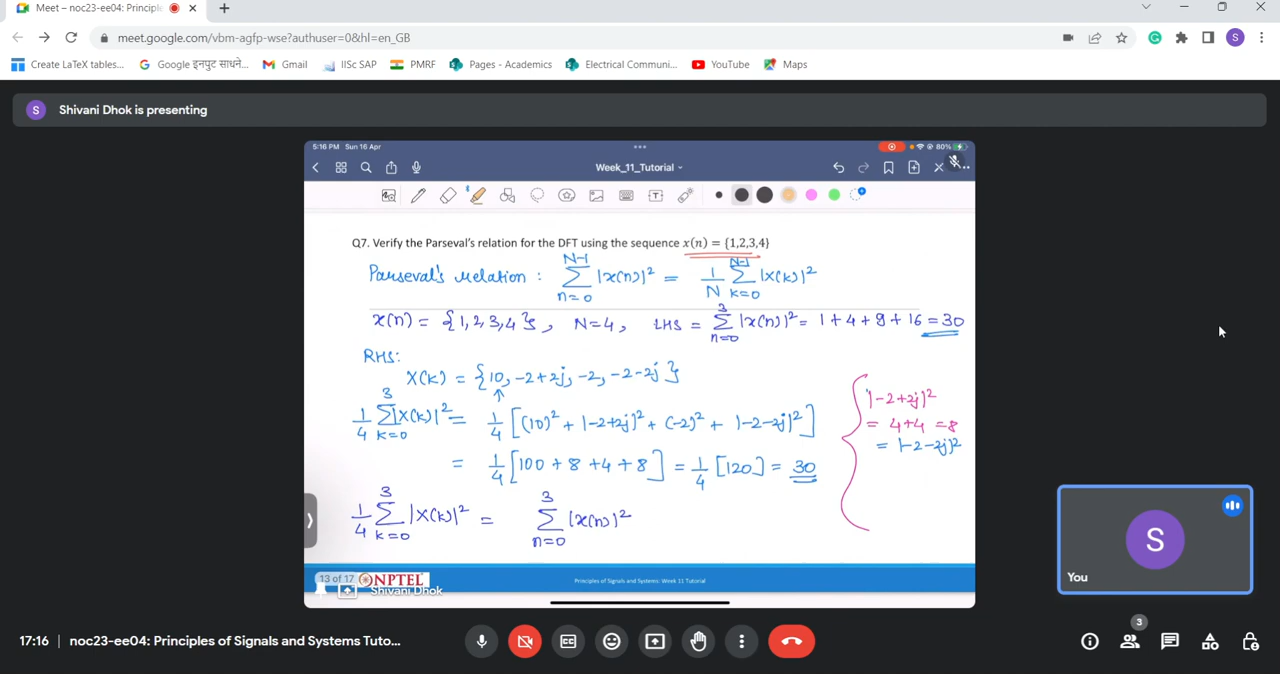 Meet – noc23-ee04: Principle
meet.google.com/vbm-agfp-wse?authuser=0&hl=en_GB
Create LaTeX tables... Google इनपुट साधने... Gmail IISc SAP PMRF Pages - Academics Electrical Communi... YouTube Maps
S Shivani Dhok is presenting
5:16 PM Sun 16 Apr 80%
Week_11_Tutorial
Q7. Verify the Parseval's relation for the DFT using the sequence x(n) = {1,2,3,4}
Parseval's relation : ∑_{n=0}^{N-1} |x(n)|² = 1/N ∑_{k=0}^{N-1} |X(k)|²
x(n) = {1,2,3,4}, N=4, LHS = ∑_{n=0}^{3} |x(n)|² = 1+4+9+16 = 30
RHS:
X(k) = {10, -2+2j, -2, -2-2j}
↑
1/4 ∑_{k=0}^{3} |X(k)|² = 1/4 [(10)² + |-2+2j|² + (-2)² + |-2-2j|²]
= 1/4 [100 + 8 + 4 + 8] = 1/4 [120] = 30
1/4 ∑_{k=0}^{3} |X(k)|² = ∑_{n=0}^{3} |x(n)|²
|-2+2j|²
= 4+4 = 8
= |-2-2j|²
13 of 17 NPTEL Principles of Signals and Systems: Week 11 Tutorial
Shivani Dhok
S
You
17:16 | noc23-ee04: Principles of Signals and Systems Tuto...
3